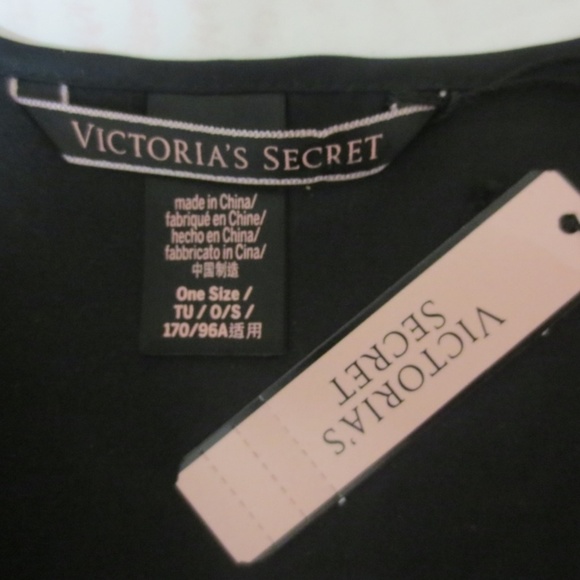 VICTORIA'S SECRET
made in China/
fabriqué en Chine/
hecho en China/
fabbricato in Cina/
中国制造
One Size /
TU / O/S /
170/96A适用
VICTORIA'S
SECRET